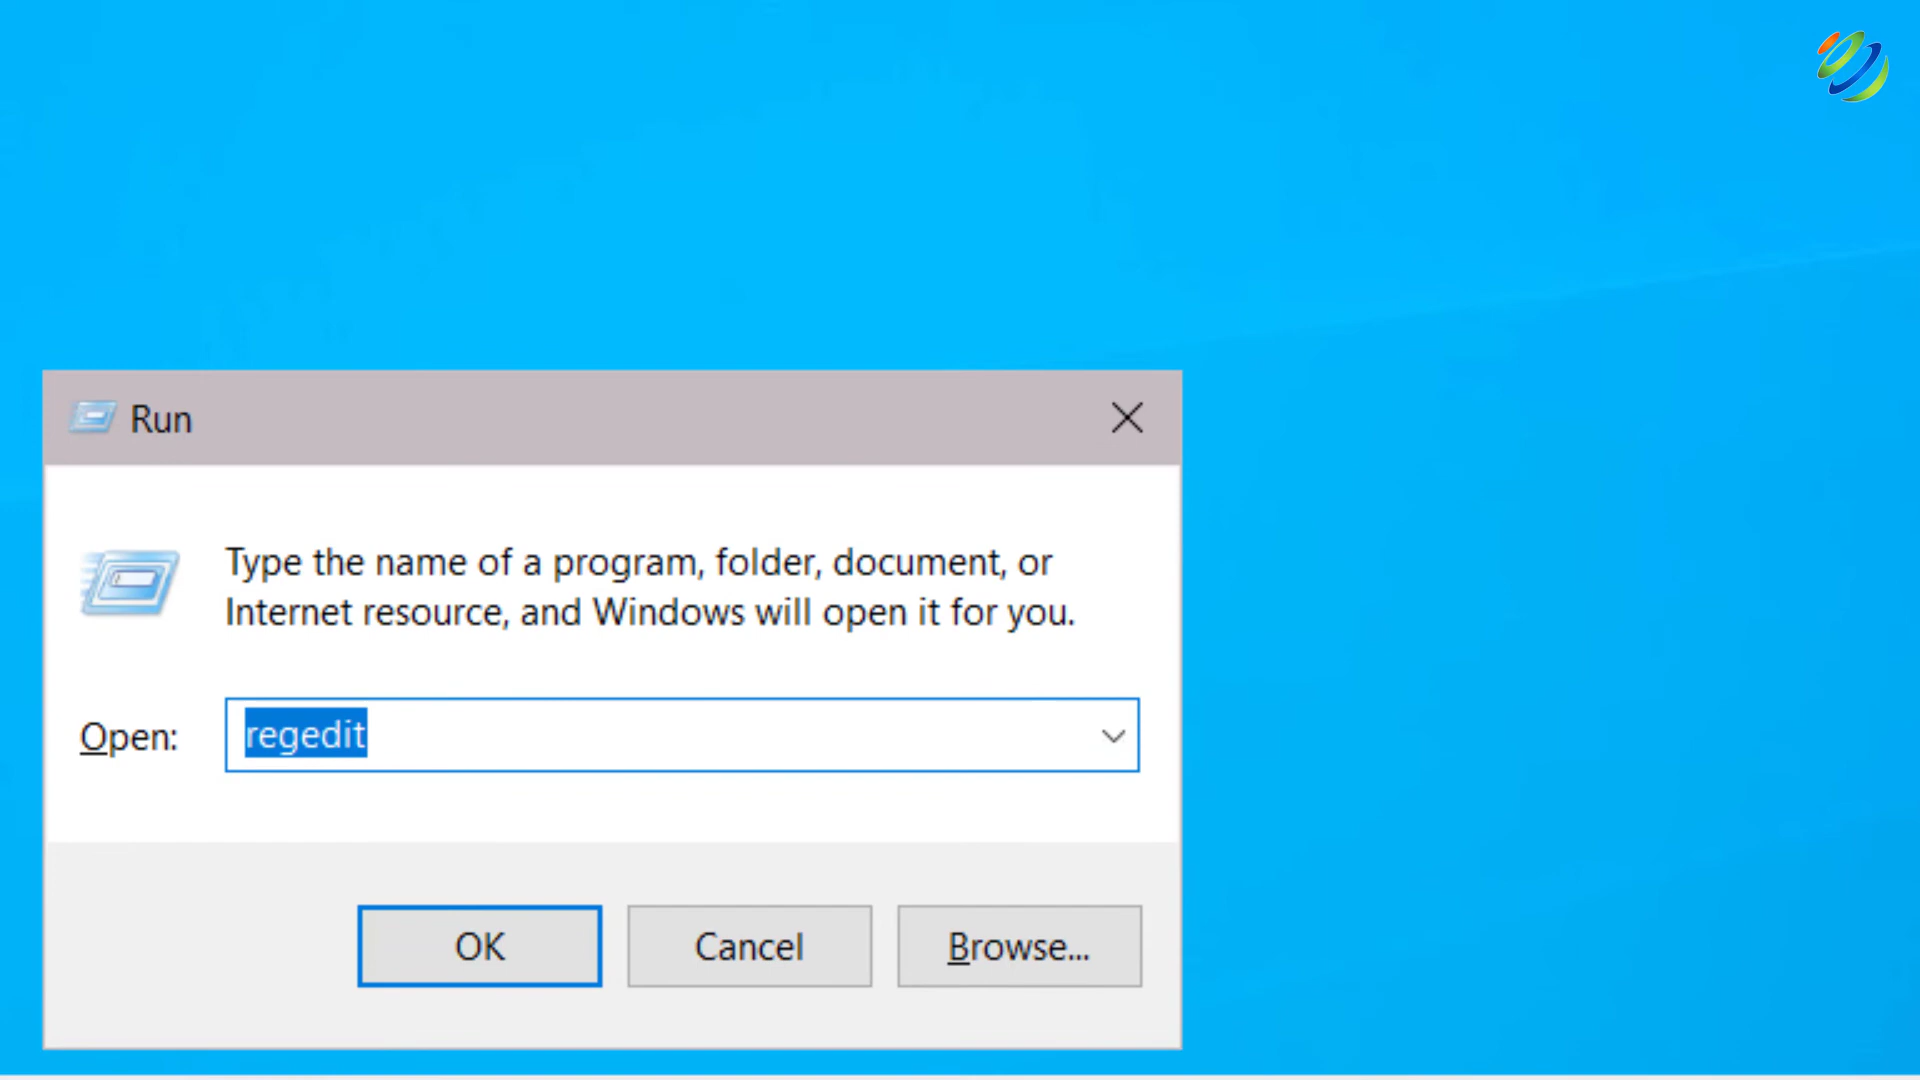 Run
Type the name of a program, folder, document, or
Internet resource, and Windows will open it for you.
Open: regedit
OK Cancel Browse...